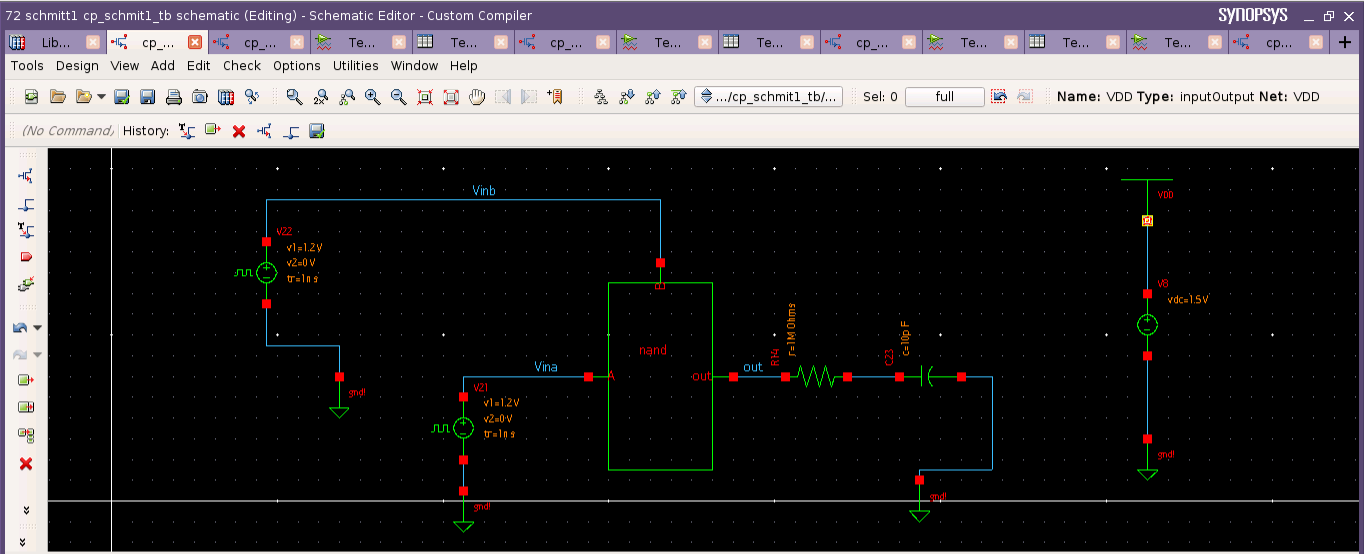 72 schmitt1 cp_schmit1_tb schematic (Editing) - Schematic Editor - Custom Compiler SYNOPSYS
Lib... cp_... cp_... Te... Te... cp_... Te... Te... cp_... Te... Te... Te... cp...
Tools Design View Add Edit Check Options Utilities Window Help
.../cp_schmit1_tb/... Sel: 0 full Name: VDD Type: inputOutput Net: VDD
(No Command) History:
Vinb
VDD
V22
v1=1.2V
v2=0V
tr=1ns
V8
vdc=1.5V
B
nand
r=1M Ohms
R14
c=10p F
C23
Vina
A
out
out
gnd!
V21
v1=1.2V
v2=0V
tr=1ns
gnd!
gnd!
gnd!